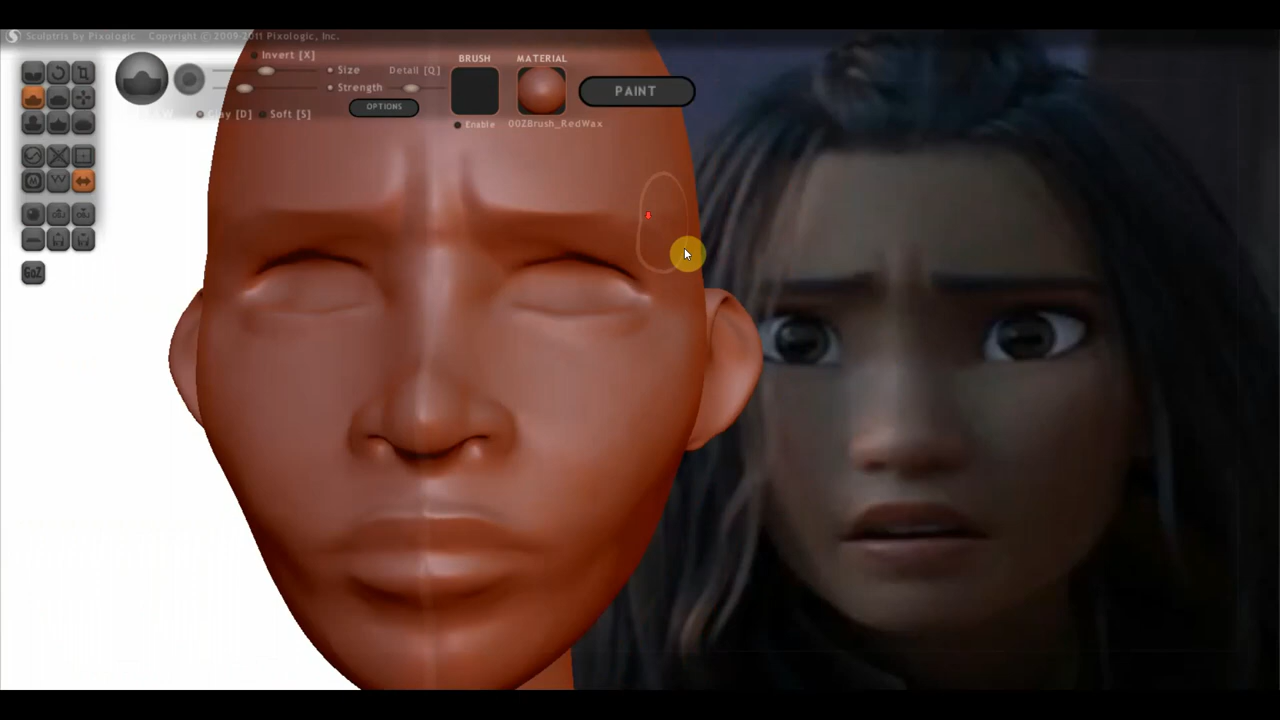 Sculptris by Pixologic   Copyright © 2009-2011 Pixologic, Inc.
Invert [X]
Size
Detail [Q]
Strength
OPTIONS
Clay [D]
Soft [S]
BRUSH
Enable
MATERIAL
00ZBrush_RedWax
PAINT
GoZ